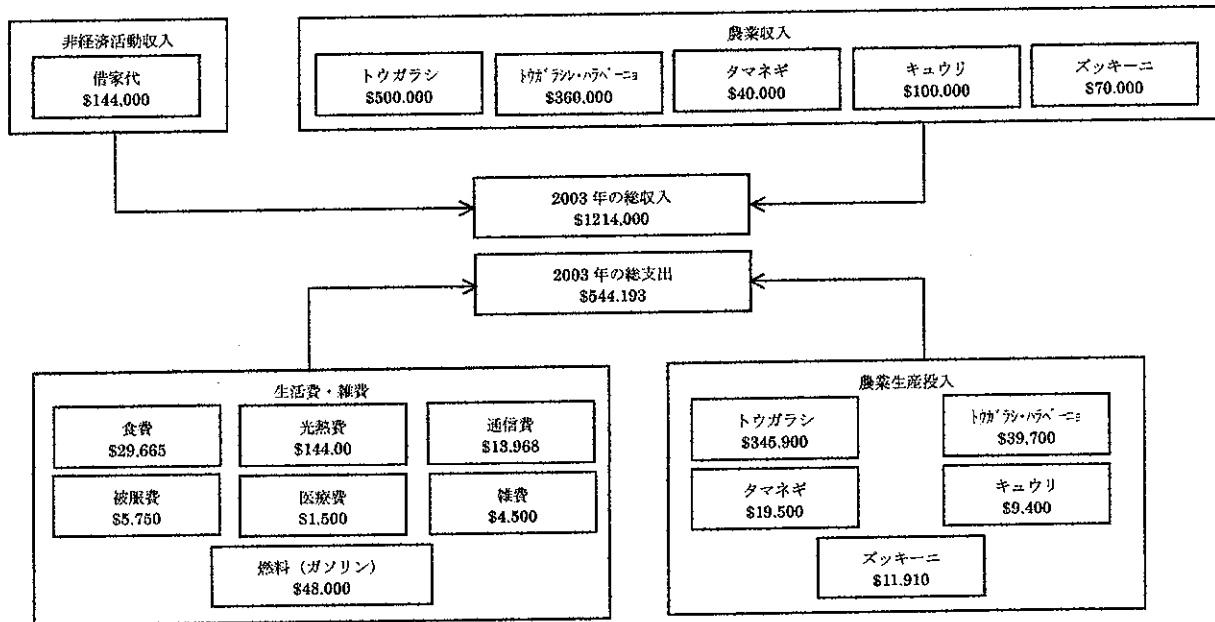 非経済活動収入
借家代
$144,000
農業収入
トウガラシ
$500.000
トウガラシ・ハラペーニョ
$360,000
タマネギ
$40.000
キュウリ
$100.000
ズッキーニ
$70.000
2003 年の総収入
$1214,000
2003 年の総支出
$544.193
生活費・雑費
食費
$29.665
光熱費
$144.00
通信費
$13.968
被服費
$5.750
医療費
$1.500
雑費
$4.500
燃料（ガソリン）
$48.000
農業生産投入
トウガラシ
$345.900
トウガラシ・ハラペーニョ
$39,700
タマネギ
$19.500
キュウリ
$9.400
ズッキーニ
$11.910